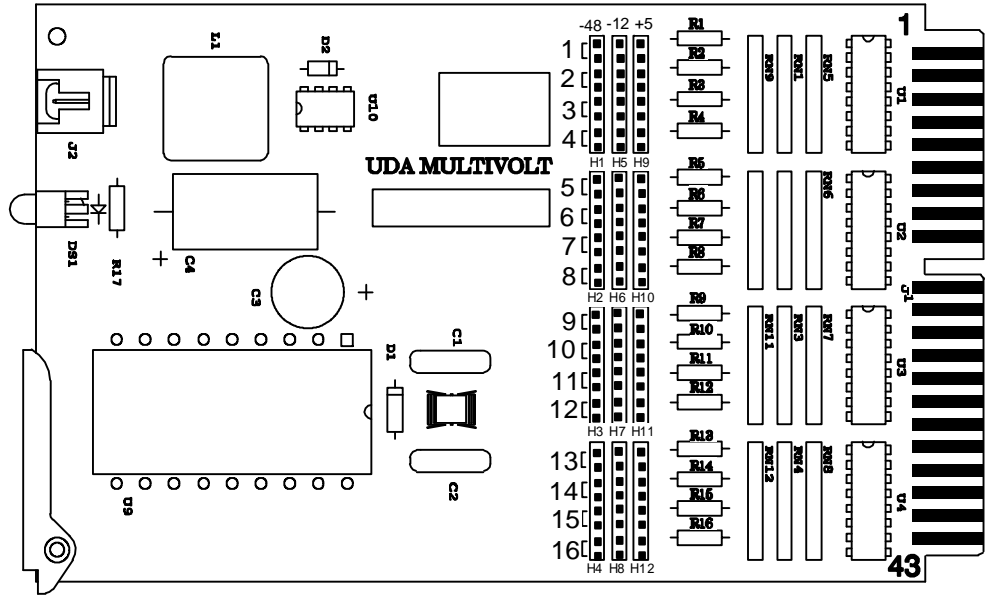 -48 -12 +5
1
2
3
4
H1 H5 H9
5
6
7
8
H2 H6 H10
9
10
11
12
H3 H7 H11
13
14
15
16
H4 H8 H12
L1
D2
U10
J2
UDA MULTIVOLT
DS1
R17
C4
C3
D1
C1
C2
U9
R1
R2
R3
R4
R5
R6
R7
R8
R9
R10
R11
R12
R13
R14
R15
R16
RN9
RN1
RN5
RN6
RN11
RN3
RN7
RN12
RN4
RN8
U1
U2
U3
U4
1
J1
43